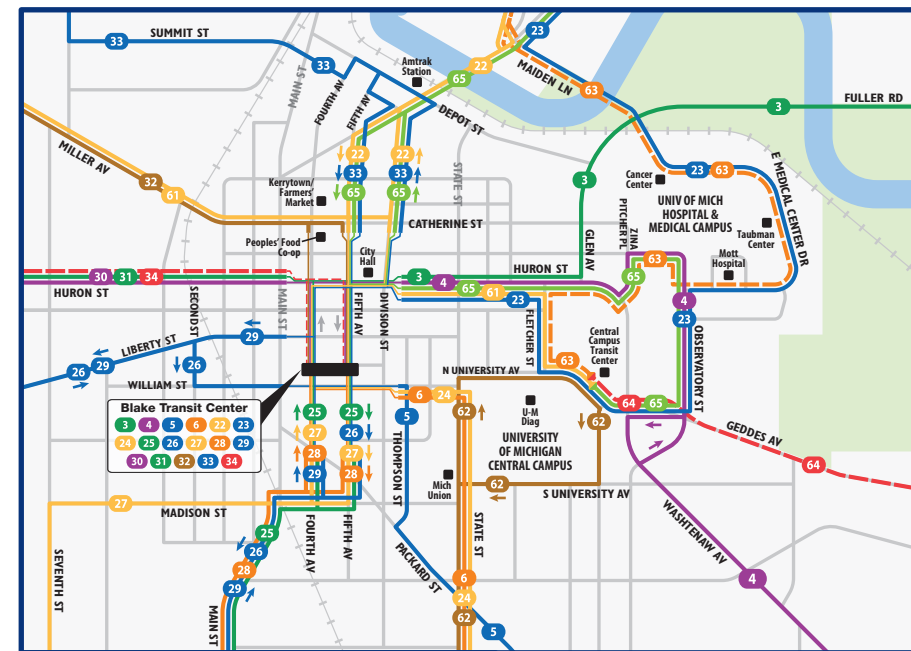 23
SUMMIT ST
33
33
Amtrak
Station
22
65
MAIDEN LN
63
FULLER RD
3
MAIN ST
FOURTH AV
FIFTH AV
DEPOT ST
MILLER AV
32
61
22
33
65
22
33
65
STATE ST
3
Cancer
Center
23
63
E MEDICAL CENTER DR
Kerrytown/
Farmers'
Market
UNIV OF MICH
HOSPITAL &
MEDICAL CAMPUS
Taubman
Center
ZINA
PITCHER PL
GLEN AV
CATHERINE ST
Peoples' Food
Co-op
City
Hall
63
65
Mott
Hospital
30
31
34
HURON ST
3
4
HURON ST
65
61
23
4
23
SECOND ST
MAIN ST
FIFTH AV
DIVISION ST
FLETCHER ST
OBSERVATORY ST
LIBERTY ST
29
29
26
26
Central
Campus
Transit
Center
63
WILLIAM ST
N UNIVERSITY AV
6
24
64
65
Blake Transit Center
3 4 5 6 22 23
24 25 26 27 28 29
30 31 32 33 34
25
27
28
29
25
26
27
28
5
62
U-M
Diag
62
GEDDES AV
64
THOMPSON ST
UNIVERSITY
OF MICHIGAN
CENTRAL CAMPUS
Mich
Union
62
S UNIVERSITY AV
27
MADISON ST
FOURTH AV
FIFTH AV
STATE ST
WASHTENAW AV
25
26
28
29
SEVENTH ST
MAIN ST
PACKARD ST
6
24
62
5
4